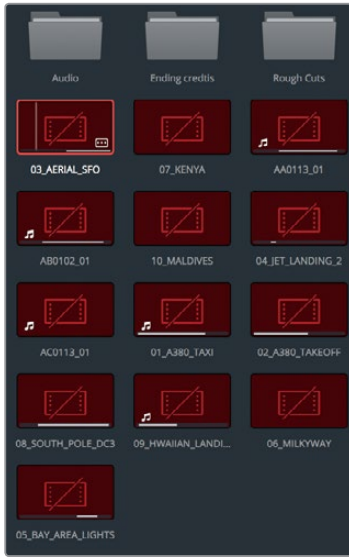 Audio
Ending credtis
Rough Cuts
03_AERIAL_SFO
07_KENYA
AA0113_01
AB0102_01
10_MALDIVES
04_JET_LANDING_2
AC0113_01
01_A380_TAXI
02_A380_TAKEOFF
08_SOUTH_POLE_DC3
09_HWAIIAN_LANDI...
06_MILKYWAY
05_BAY_AREA_LIGHTS